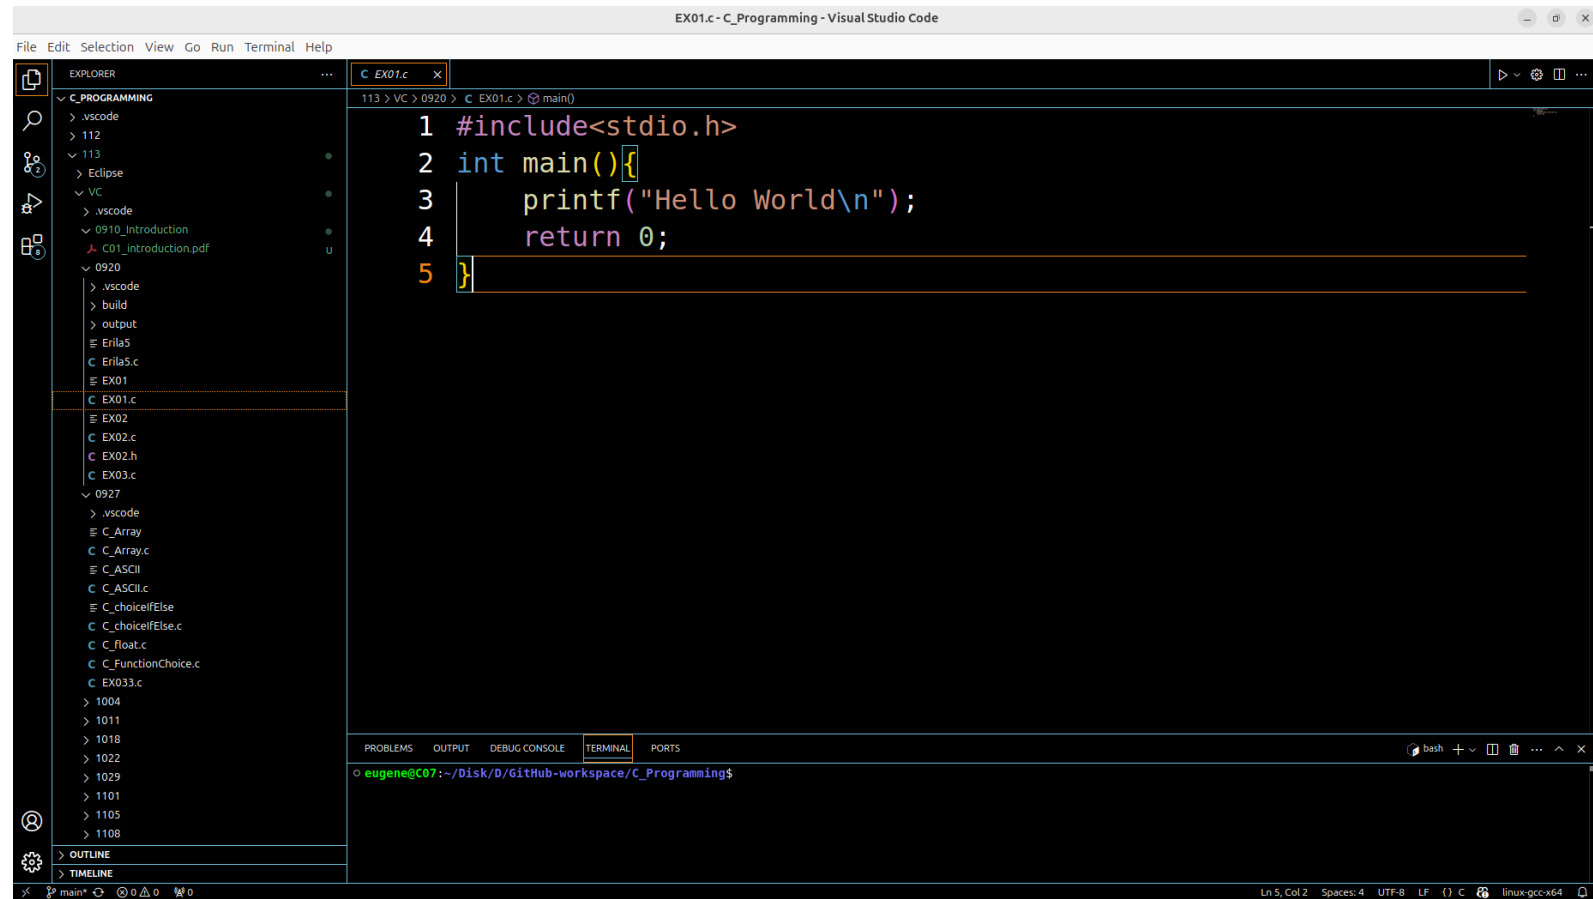 EX01.c - C_Programming - Visual Studio Code
File Edit Selection View Go Run Terminal Help
EXPLORER
C_PROGRAMMING
.vscode
112
113
Eclipse
VC
.vscode
0910_Introduction
C01_introduction.pdf U
0920
.vscode
build
output
Erila5
C Erila5.c
EX01
C EX01.c
EX02
C EX02.c
C EX02.h
C EX03.c
0927
.vscode
C_Array
C C_Array.c
C_ASCII
C C_ASCII.c
C_choiceIfElse
C C_choiceIfElse.c
C C_float.c
C C_FunctionChoice.c
C EX033.c
1004
1011
1018
1022
1029
1101
1105
1108
OUTLINE
TIMELINE
2
8
C EX01.c
113 > VC > 0920 > C EX01.c > main()
1 #include<stdio.h>
2 int main(){
3 printf("Hello World\n");
4 return 0;
5 }
PROBLEMS OUTPUT DEBUG CONSOLE TERMINAL PORTS
bash
eugene@C07:~/Disk/D/GitHub-workspace/C_Programming$
main* 0 0 0
Ln 5, Col 2 Spaces: 4 UTF-8 LF {} C linux-gcc-x64